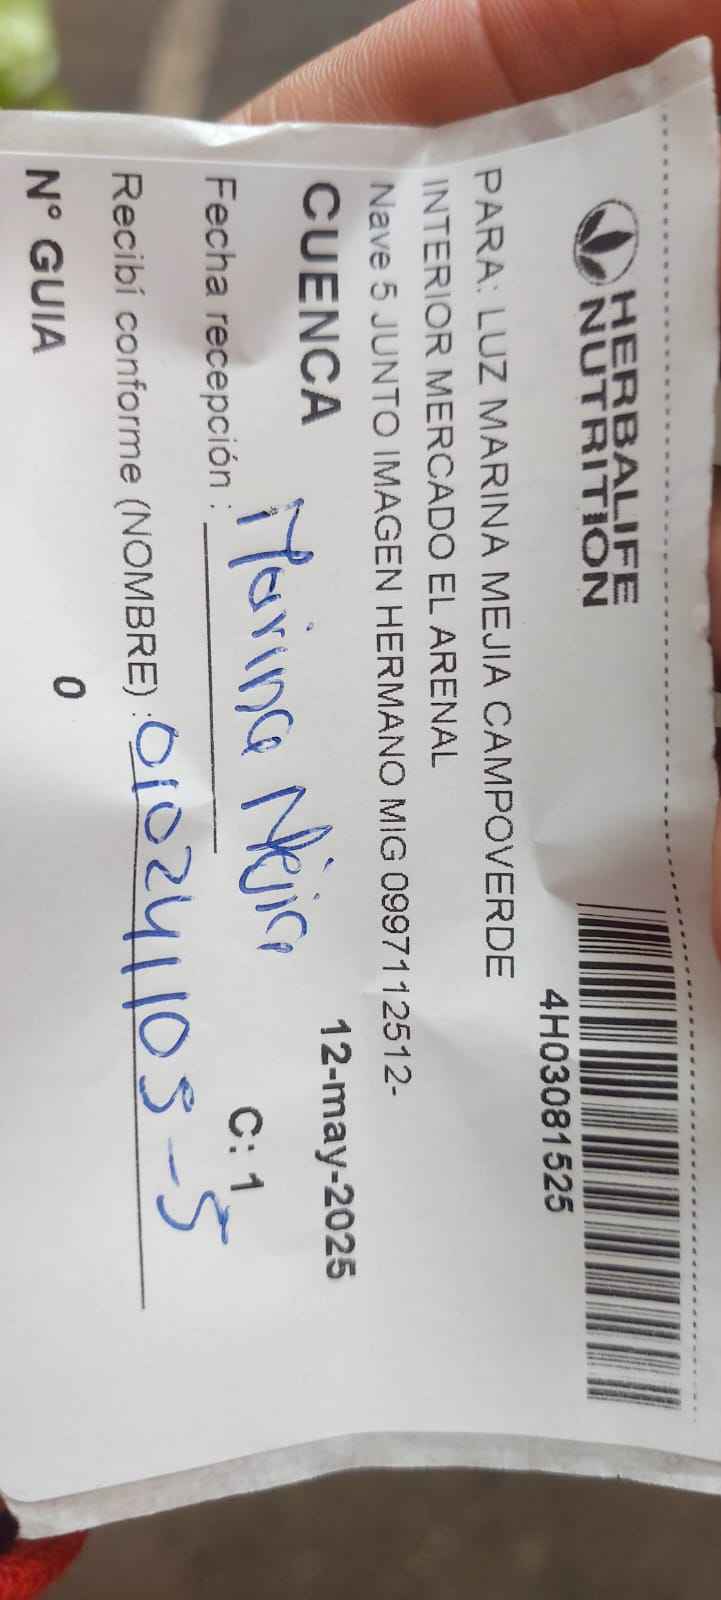 HERBALIFE
NUTRITION
4H03081525
PARA: LUZ MARINA MEJIA CAMPOVERDE
INTERIOR MERCADO EL ARENAL
Nave 5 JUNTO IMAGEN HERMANO MIG 0997112512-
CUENCA 12-may-2025
Marina Mejia C: 1
Fecha recepción :
Recibí conforme (NOMBRE) : 010241105-5
N° GUIA 0